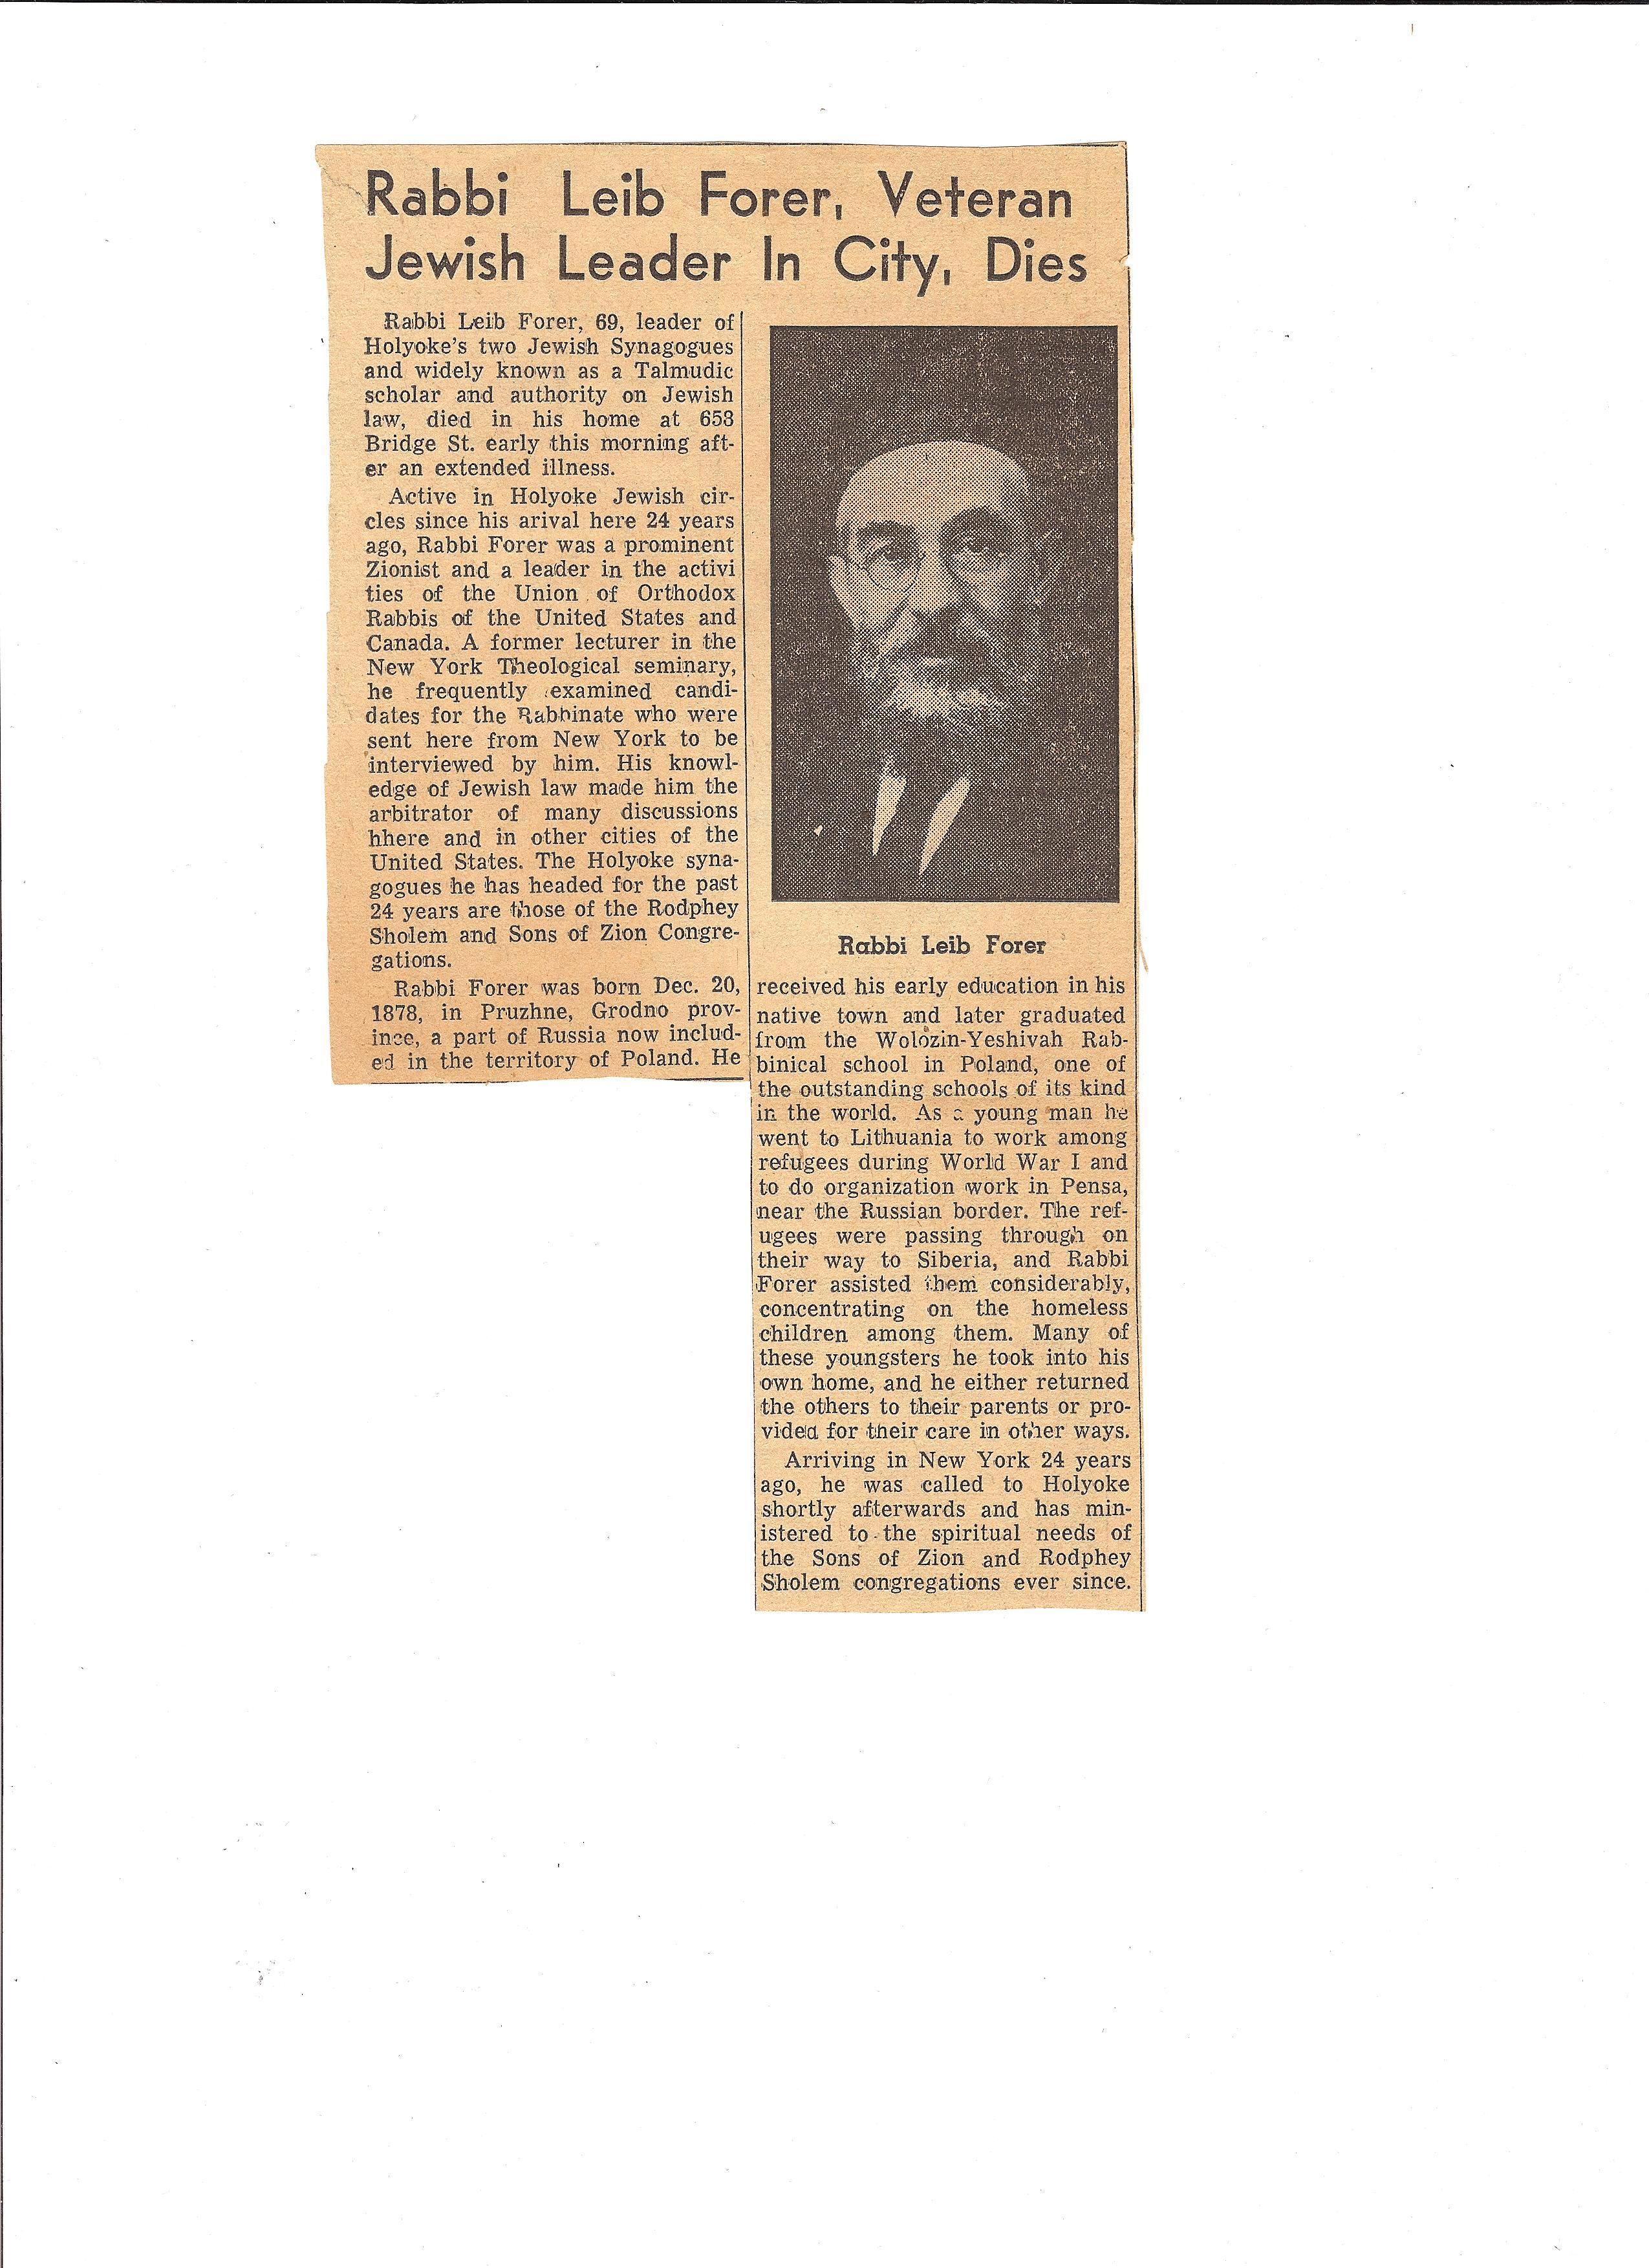 Rabbi Leib Forer, Veteran
Jewish Leader In City, Dies
Rabbi Leib Forer, 69, leader of
Holyoke's two Jewish Synagogues
and widely known as a Talmudic
scholar and authority on Jewish
law, died in his home at 653
Bridge St. early this morning aft-
er an extended illness.
Active in Holyoke Jewish cir-
cles since his arival here 24 years
ago, Rabbi Forer was a prominent
Zionist and a leader in the activi
ties of the Union of Orthodox
Rabbis of the United States and
Canada. A former lecturer in the
New York Theological seminary,
he frequently examined candi-
dates for the Rabbinate who were
sent here from New York to be
interviewed by him. His knowl-
edge of Jewish law made him the
arbitrator of many discussions
hhere and in other cities of the
United States. The Holyoke syna-
gogues he has headed for the past
24 years are those of the Rodphey
Sholem and Sons of Zion Congre-
gations.
Rabbi Forer was born Dec. 20,
1878, in Pruzhne, Grodno prov-
ince, a part of Russia now includ-
ed in the territory of Poland. He
Rabbi Leib Forer
received his early education in his
native town and later graduated
from the Wolozin-Yeshivah Rab-
binical school in Poland, one of
the outstanding schools of its kind
in the world. As a young man he
went to Lithuania to work among
refugees during World War I and
to do organization work in Pensa,
near the Russian border. The ref-
ugees were passing through on
their way to Siberia, and Rabbi
Forer assisted them considerably,
concentrating on the homeless
children among them. Many of
these youngsters he took into his
own home, and he either returned
the others to their parents or pro-
vided for their care in other ways.
Arriving in New York 24 years
ago, he was called to Holyoke
shortly afterwards and has min-
istered to the spiritual needs of
the Sons of Zion and Rodphey
Sholem congregations ever since.